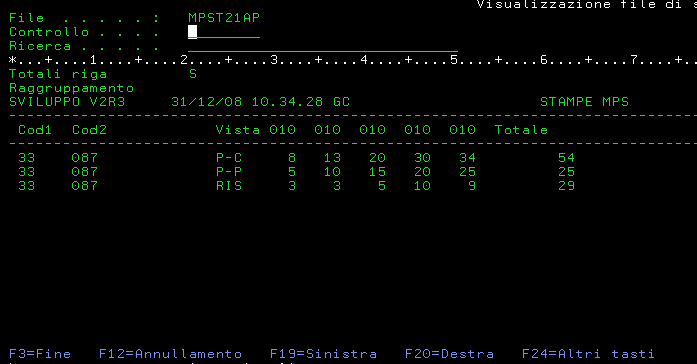 Visualizzazione file di s
File . . . . . : MPST21AP
Controllo . . . .
Ricerca . . . . .
*...+....1....+....2....+....3....+....4....+....5....+....6....+....7....+
Totali riga S
Raggruppamento
SVILUPPO V2R3 31/12/08 10.34.28 GC STAMPE MPS
Cod1 Cod2 Vista 010 010 010 010 010 Totale
33 087 P-C 8 13 20 30 34 54
33 087 P-P 5 10 15 20 25 25
33 087 RIS 3 3 5 10 9 29
F3=Fine F12=Annullamento F19=Sinistra F20=Destra F24=Altri tasti